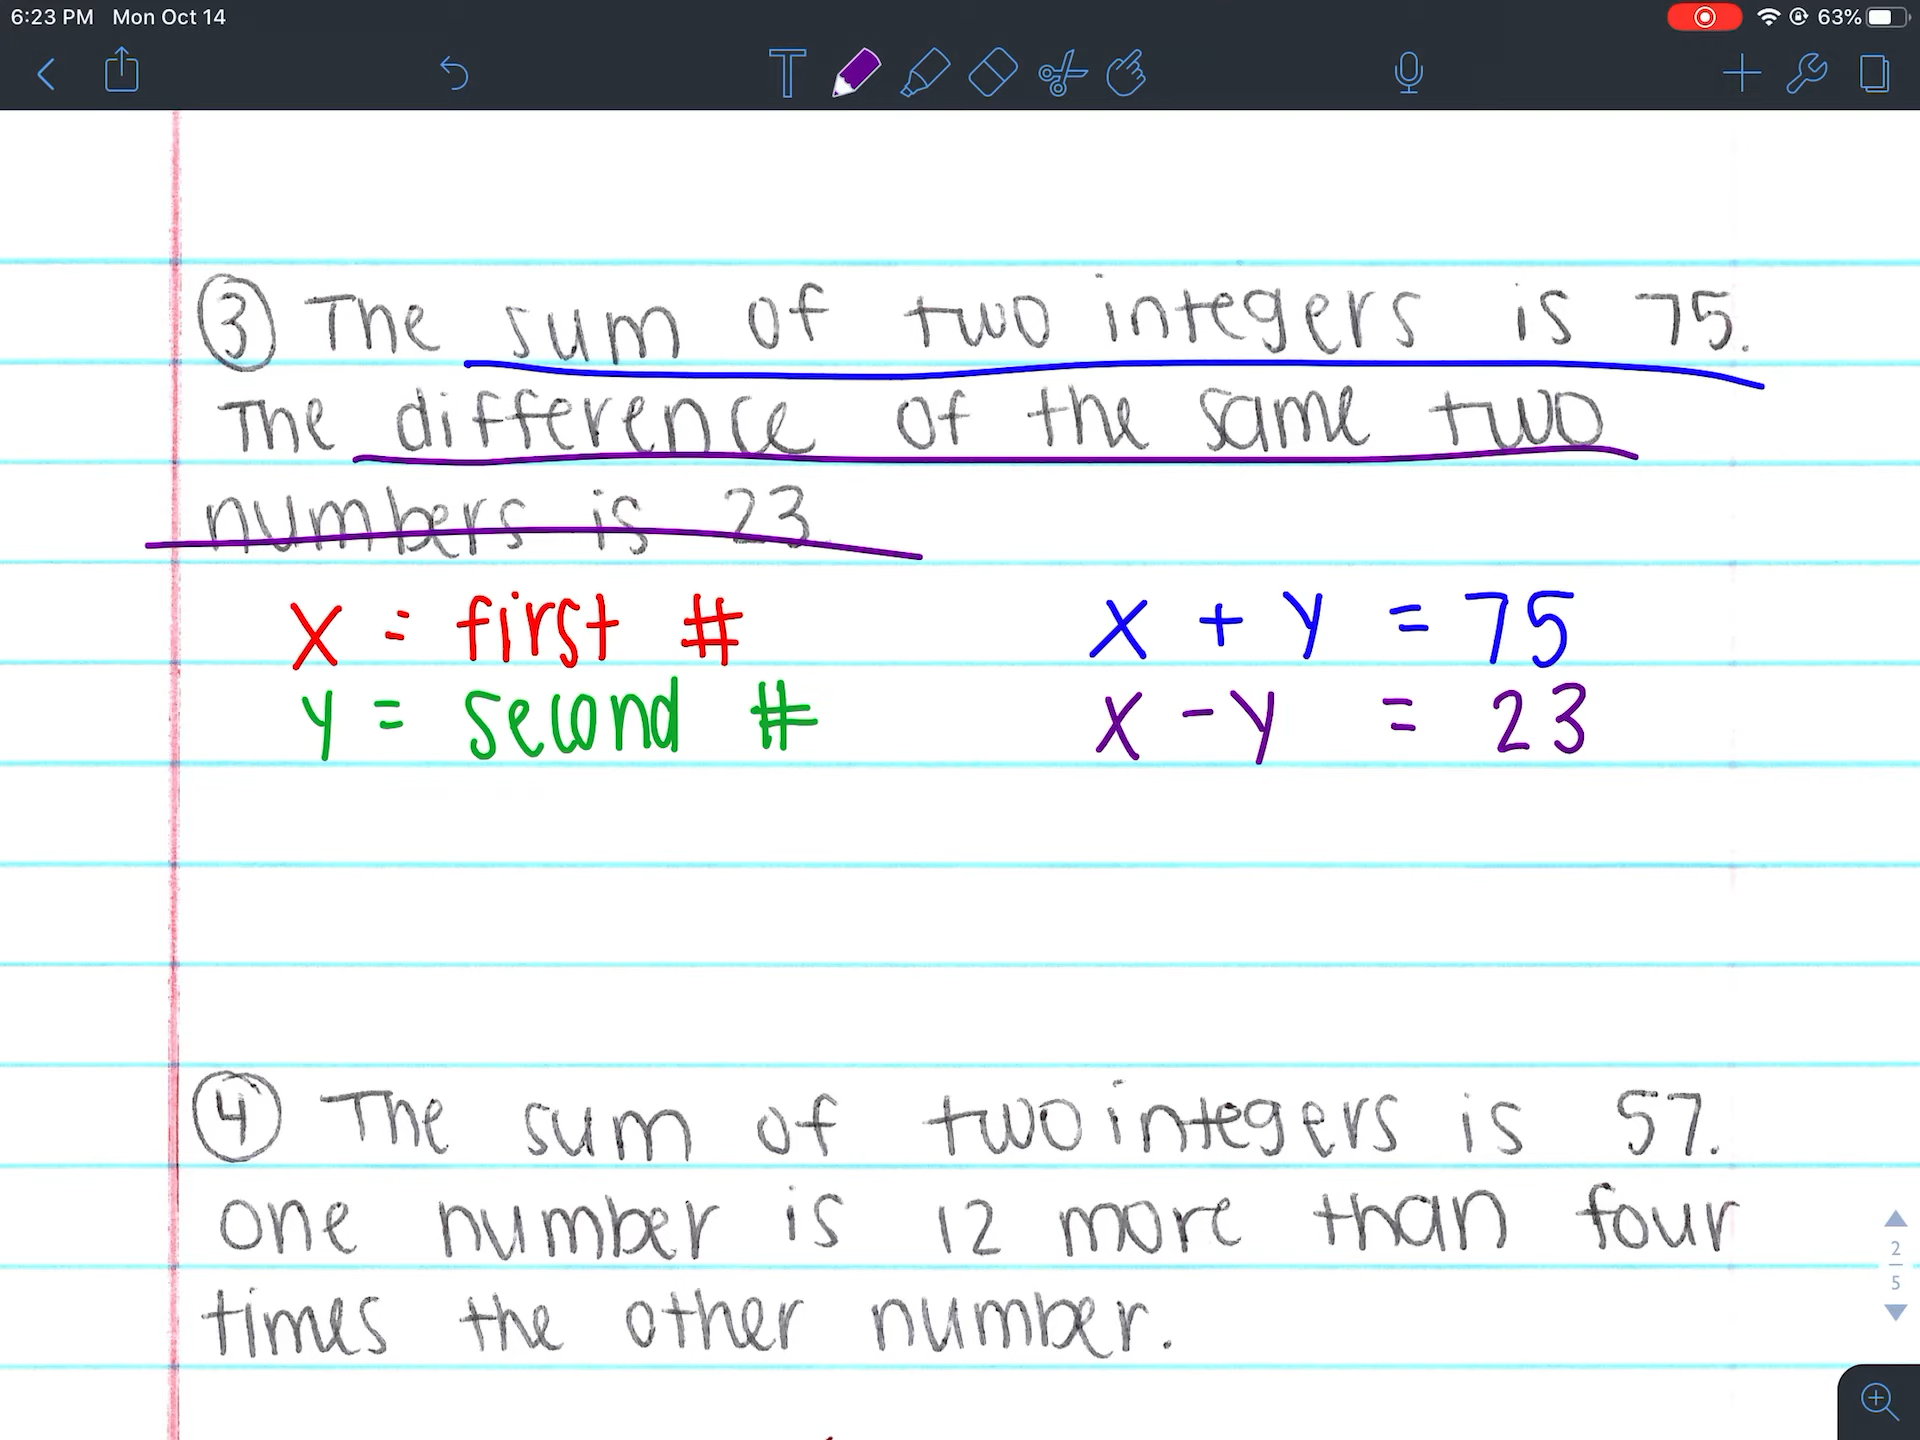 6:23 PM Mon Oct 14
63%
T
③ The sum of two integers is 75.
The difference of the same two
numbers is 23
x = first #
x + y = 75
y = second #
x - y = 23
④ The sum of two integers is 57.
one number is 12 more than four
times the other number.
2
5